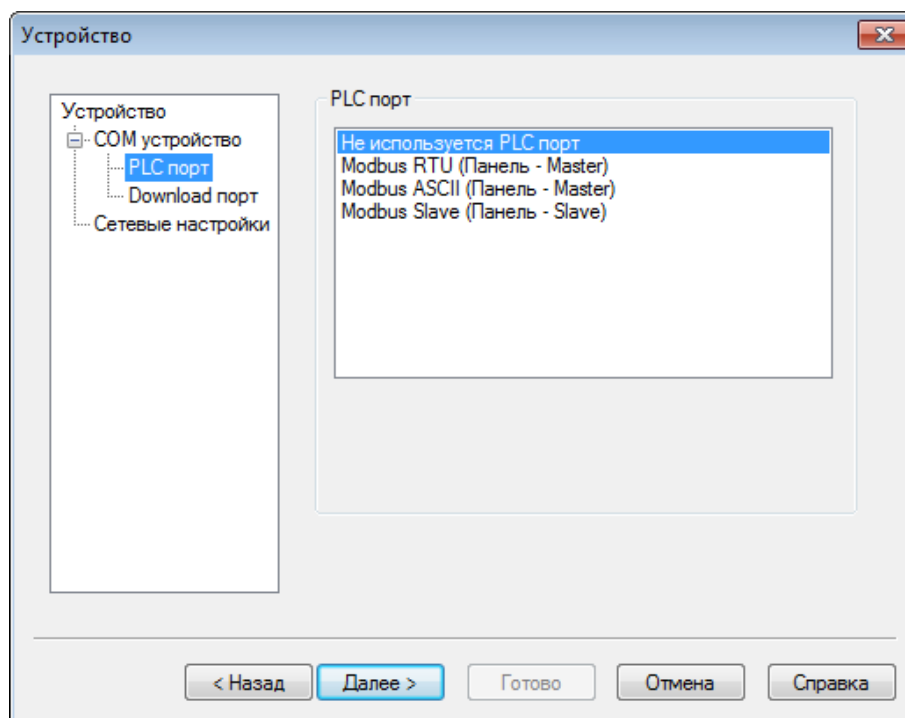 Устройство
Устройство
COM устройство
PLC порт
Download порт
Сетевые настройки
PLC порт
Не используется PLC порт
Modbus RTU (Панель - Master)
Modbus ASCII (Панель - Master)
Modbus Slave (Панель - Slave)
< Назад
Далее >
Готово
Отмена
Справка